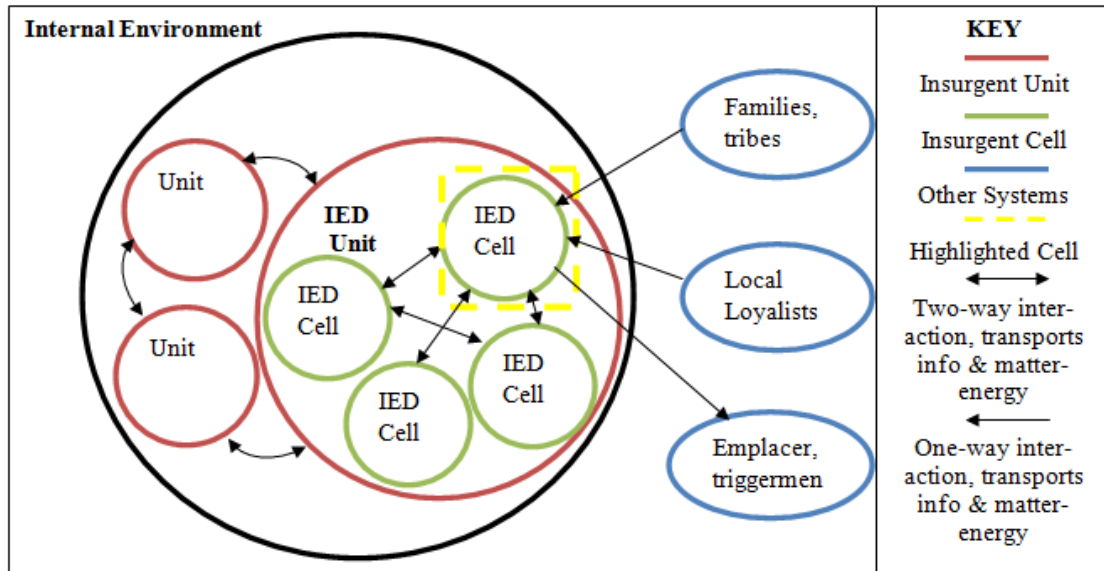 Internal Environment
Unit
Unit
IED
Unit
IED
Cell
IED
Cell
IED
Cell
IED
Cell
Families,
tribes
Local
Loyalists
Emplacer,
triggermen
KEY
Insurgent Unit
Insurgent Cell
Other Systems
Highlighted Cell
Two-way inter-
action, transports
info & matter-
energy
One-way inter-
action, transports
info & matter-
energy